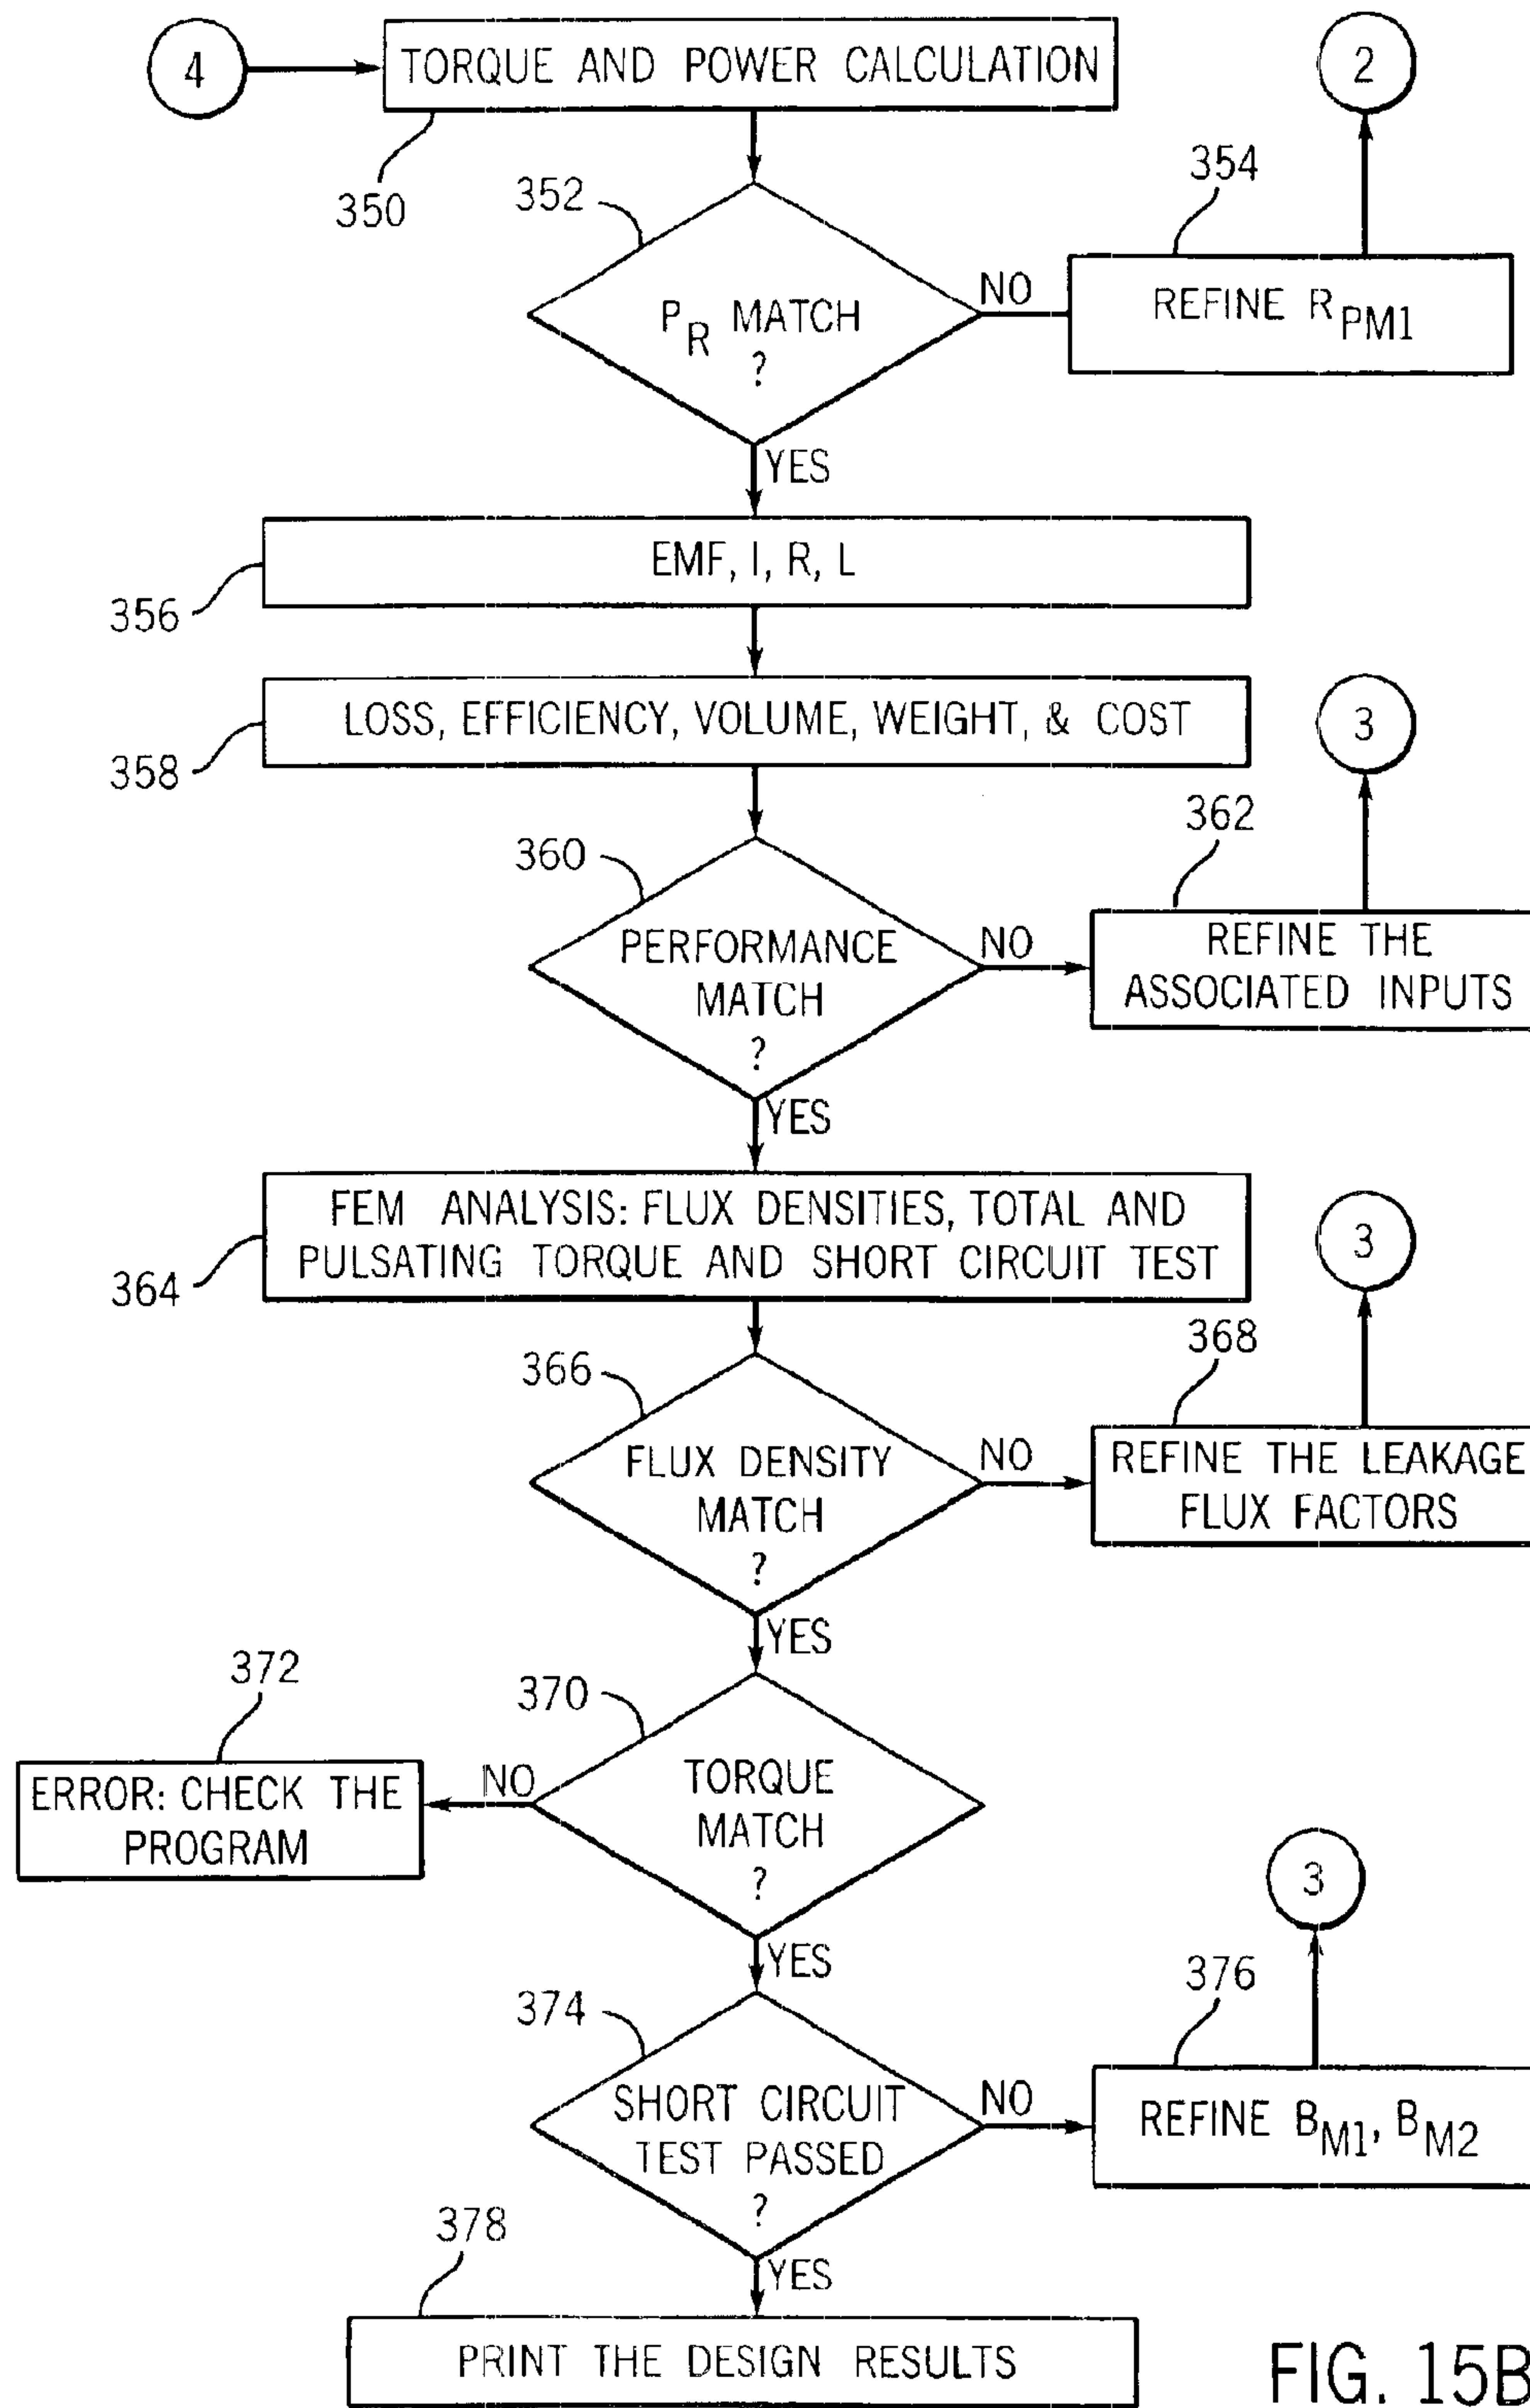 4
TORQUE AND POWER CALCULATION
2
350
352
354
P_R MATCH
?
NO
REFINE R_PM1
YES
EMF, I, R, L
356
LOSS, EFFICIENCY, VOLUME, WEIGHT, & COST
358
3
360
362
PERFORMANCE
MATCH
?
NO
REFINE THE
ASSOCIATED INPUTS
YES
FEM ANALYSIS: FLUX DENSITIES, TOTAL AND
PULSATING TORQUE AND SHORT CIRCUIT TEST
364
3
366
368
FLUX DENSITY
MATCH
?
NO
REFINE THE LEAKAGE
FLUX FACTORS
YES
372
370
ERROR: CHECK THE
PROGRAM
NO
TORQUE
MATCH
?
YES
3
374
376
SHORT CIRCUIT
TEST PASSED
?
NO
REFINE B_M1, B_M2
YES
378
PRINT THE DESIGN RESULTS
FIG. 15B